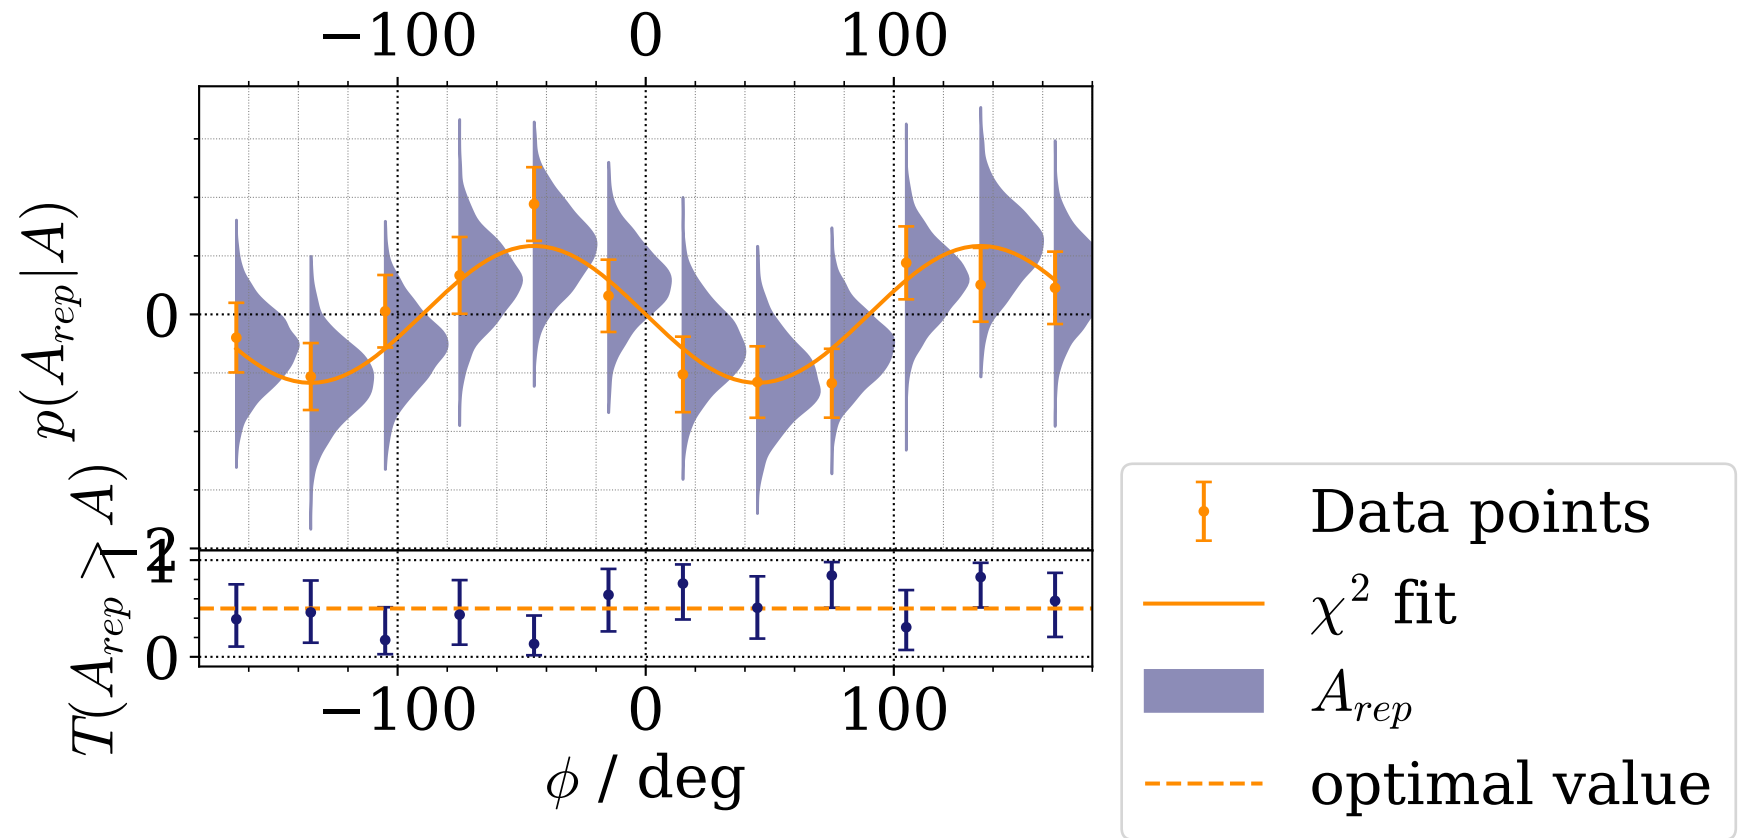 −100 0 100
p(A_rep|A)
0
−2
T(A_rep > A)
1
0
−100 0 100
ϕ / deg
Data points
χ² fit
A_rep
optimal value